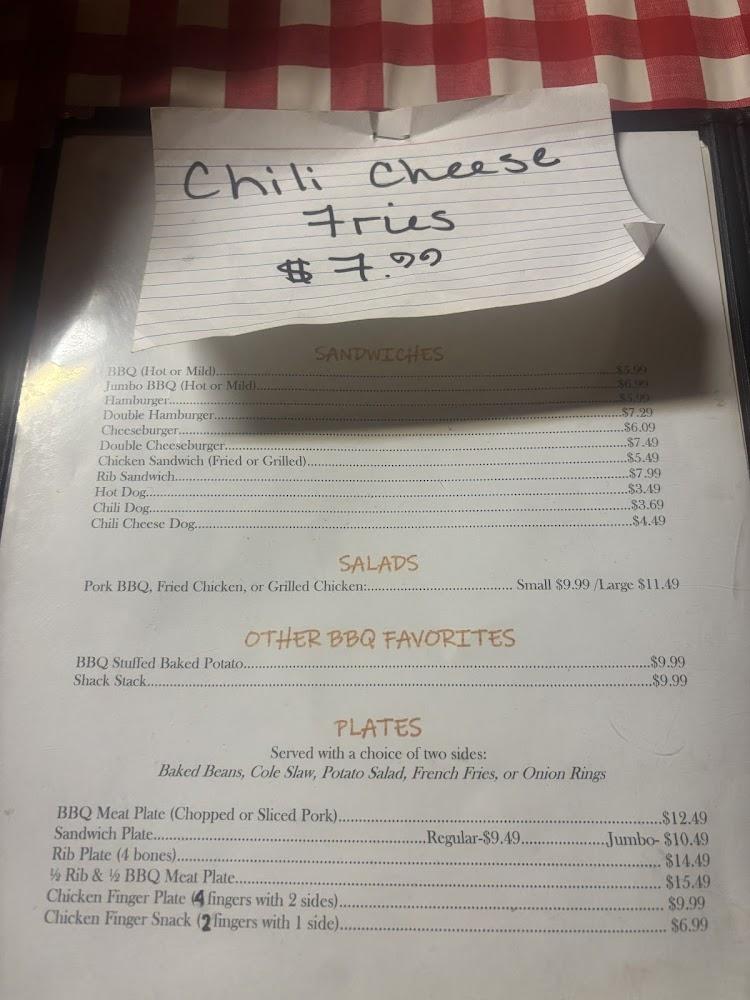 Chili Cheese
Fries
$7.99
SANDWICHES
BBQ (Hot or Mild)..........$5.99
Jumbo BBQ (Hot or Mild)..........$6.99
Hamburger..........$5.99
Double Hamburger..........$7.29
Cheeseburger..........$6.09
Double Cheeseburger..........$7.49
Chicken Sandwich (Fried or Grilled)..........$5.49
Rib Sandwich..........$7.99
Hot Dog..........$3.49
Chili Dog..........$3.69
Chili Cheese Dog..........$4.49
SALADS
Pork BBQ, Fried Chicken, or Grilled Chicken:.......... Small $9.99 /Large $11.49
OTHER BBQ FAVORITES
BBQ Stuffed Baked Potato..........$9.99
Shack Stack..........$9.99
PLATES
Served with a choice of two sides:
Baked Beans, Cole Slaw, Potato Salad, French Fries, or Onion Rings
BBQ Meat Plate (Chopped or Sliced Pork)..........$12.49
Sandwich Plate..........Regular-$9.49..........Jumbo- $10.49
Rib Plate (4 bones).......... $14.49
½ Rib & ½ BBQ Meat Plate.......... $15.49
Chicken Finger Plate (4 fingers with 2 sides).......... $9.99
Chicken Finger Snack (2 fingers with 1 side).......... $6.99